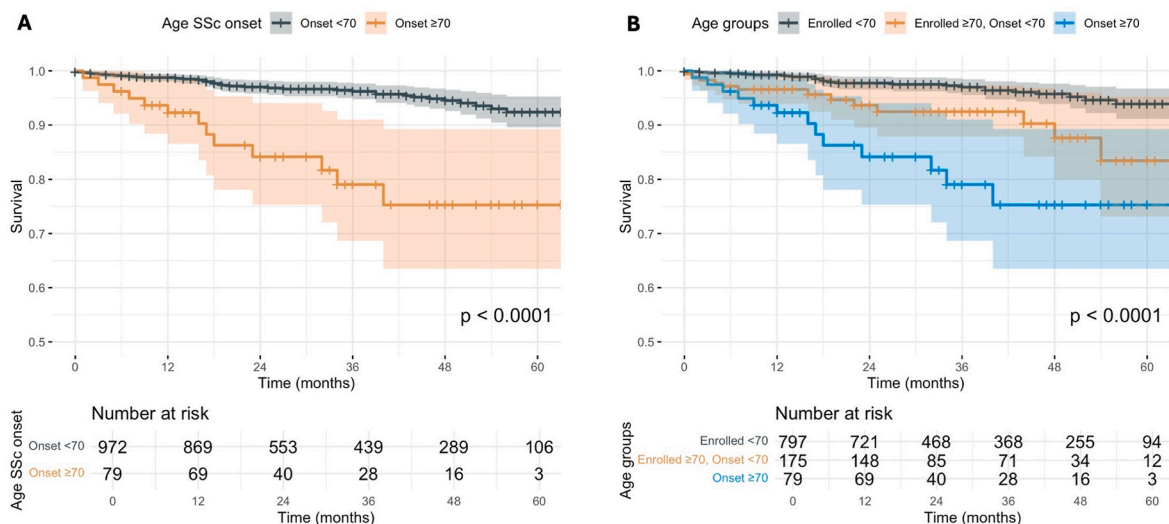 A
Age SSc onset Onset <70 Onset ≥70
1.0
0.9
0.8
0.7
0.6
0.5
Survival
p < 0.0001
0 12 24 36 48 60
Time (months)
Number at risk
Age SSc onset
Onset <70 972 869 553 439 289 106
Onset ≥70 79 69 40 28 16 3
0 12 24 36 48 60
Time (months)
B
Age groups Enrolled <70 Enrolled ≥70, Onset <70 Onset ≥70
1.0
0.9
0.8
0.7
0.6
0.5
Survival
p < 0.0001
0 12 24 36 48 60
Time (months)
Number at risk
Age groups
Enrolled <70 797 721 468 368 255 94
Enrolled ≥70, Onset <70 175 148 85 71 34 12
Onset ≥70 79 69 40 28 16 3
0 12 24 36 48 60
Time (months)